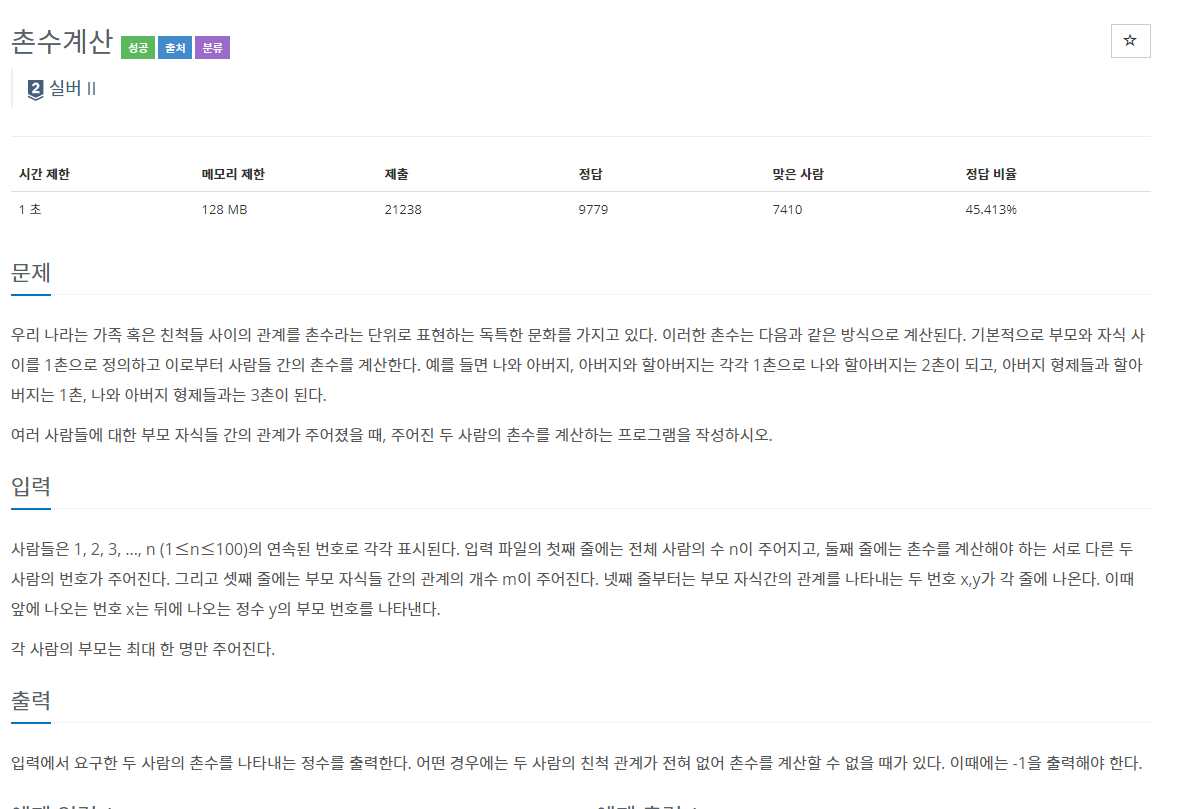 촌수계산 성공 출처 분류
☆
2 실버 II
시간 제한 메모리 제한 제출 정답 맞은 사람 정답 비율
1 초 128 MB 21238 9779 7410 45.413%
문제
우리 나라는 가족 혹은 친척들 사이의 관계를 촌수라는 단위로 표현하는 독특한 문화를 가지고 있다. 이러한 촌수는 다음과 같은 방식으로 계산된다. 기본적으로 부모와 자식 사
이를 1촌으로 정의하고 이로부터 사람들 간의 촌수를 계산한다. 예를 들면 나와 아버지, 아버지와 할아버지는 각각 1촌으로 나와 할아버지는 2촌이 되고, 아버지 형제들과 할아
버지는 1촌, 나와 아버지 형제들과는 3촌이 된다.
여러 사람들에 대한 부모 자식들 간의 관계가 주어졌을 때, 주어진 두 사람의 촌수를 계산하는 프로그램을 작성하시오.
입력
사람들은 1, 2, 3, …, n (1≤n≤100)의 연속된 번호로 각각 표시된다. 입력 파일의 첫째 줄에는 전체 사람의 수 n이 주어지고, 둘째 줄에는 촌수를 계산해야 하는 서로 다른 두
사람의 번호가 주어진다. 그리고 셋째 줄에는 부모 자식들 간의 관계의 개수 m이 주어진다. 넷째 줄부터는 부모 자식간의 관계를 나타내는 두 번호 x,y가 각 줄에 나온다. 이때
앞에 나오는 번호 x는 뒤에 나오는 정수 y의 부모 번호를 나타낸다.
각 사람의 부모는 최대 한 명만 주어진다.
출력
입력에서 요구한 두 사람의 촌수를 나타내는 정수를 출력한다. 어떤 경우에는 두 사람의 친척 관계가 전혀 없어 촌수를 계산할 수 없을 때가 있다. 이때에는 -1을 출력해야 한다.